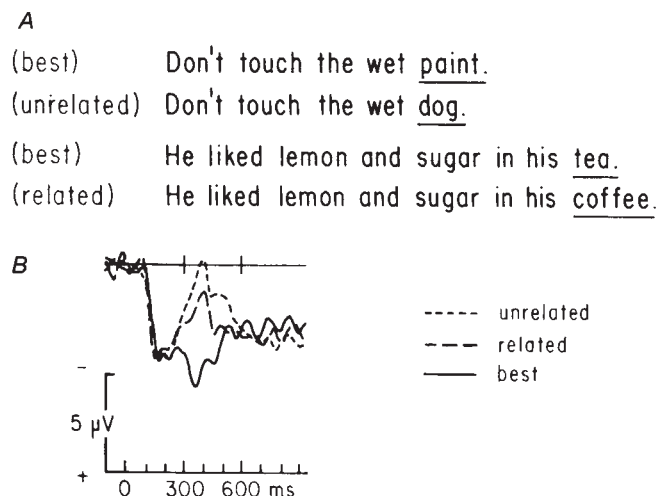 A
(best) Don't touch the wet paint.
(unrelated) Don't touch the wet dog.
(best) He liked lemon and sugar in his tea.
(related) He liked lemon and sugar in his coffee.
B
unrelated
related
best
−
5 μV
+
0 300 600 ms